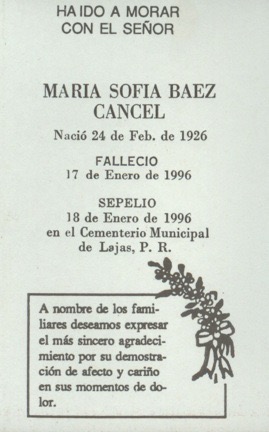 HA IDO A MORAR
CON EL SEÑOR
MARIA SOFIA BAEZ
CANCEL
Nació 24 de Feb. de 1926
FALLECIO
17 de Enero de 1996
SEPELIO
18 de Enero de 1996
en el Cementerio Municipal
de Lajas, P. R.
A nombre de los fami-
liares deseamos expresar
el más sincero agradeci-
miento por su demostra-
ción de afecto y cariño
en sus momentos de do-
lor.